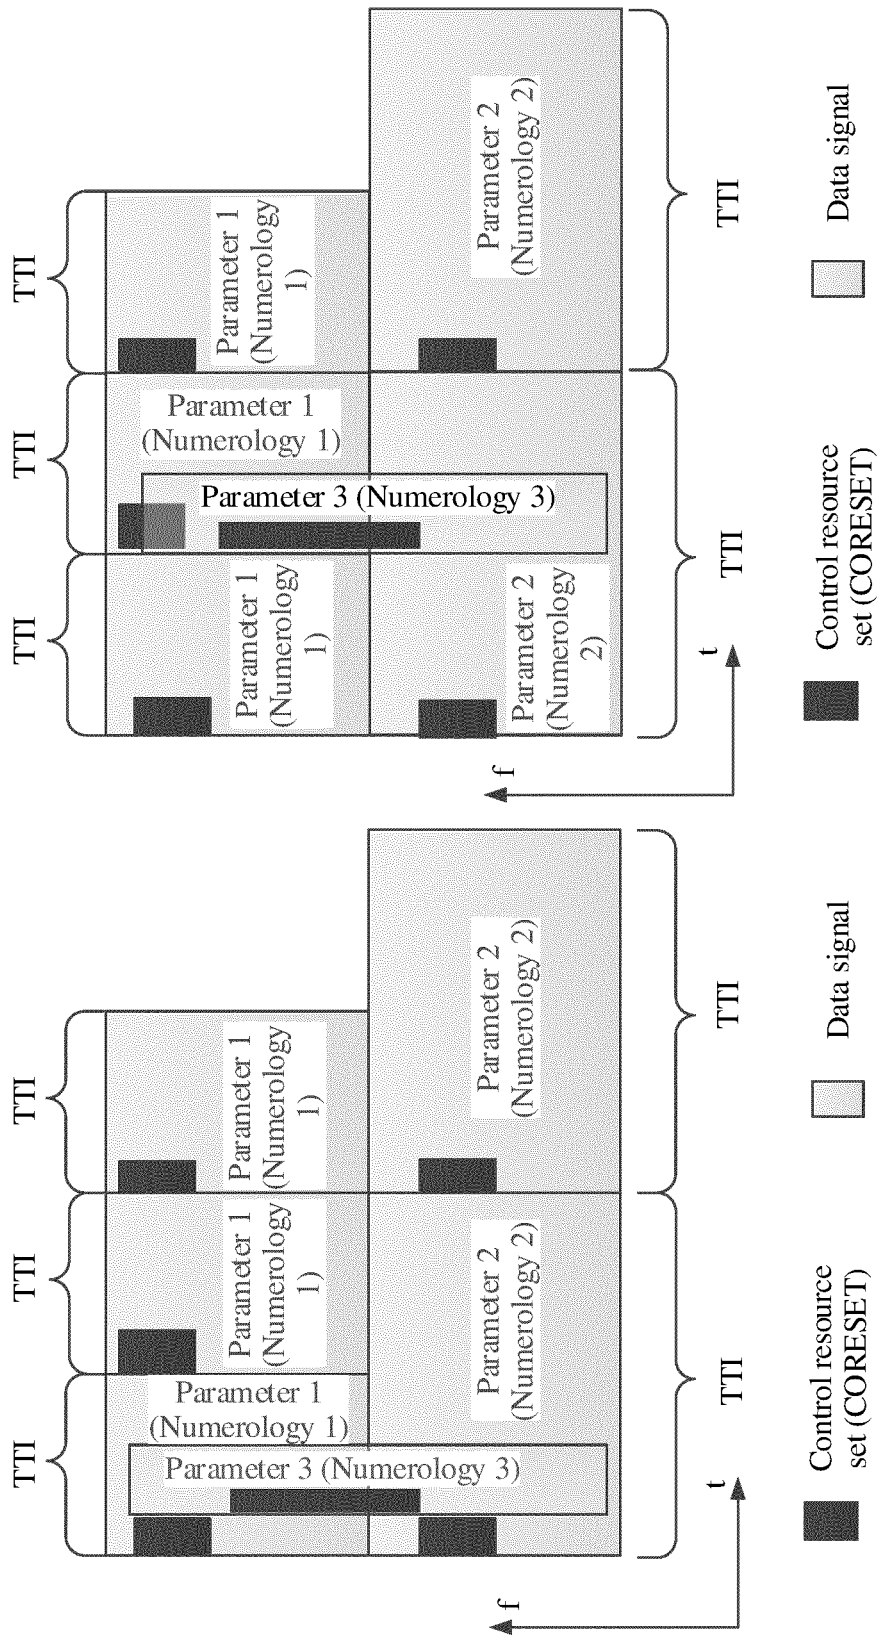 TTI
TTI
TTI
Parameter 1
(Numerology 1)
Parameter 3 (Numerology 3)
Parameter 1
(Numerology
1)
Parameter 1
(Numerology
1)
Parameter 2
(Numerology 2)
Parameter 2
(Numerology 2)
TTI
TTI
f
t
Control resource
set (CORESET)
Data signal
TTI
TTI
TTI
Parameter 1
(Numerology
1)
Parameter 1
(Numerology 1)
Parameter 3 (Numerology 3)
Parameter 1
(Numerology
1)
Parameter 2
(Numerology
2)
Parameter 2
(Numerology 2)
TTI
TTI
f
t
Control resource
set (CORESET)
Data signal